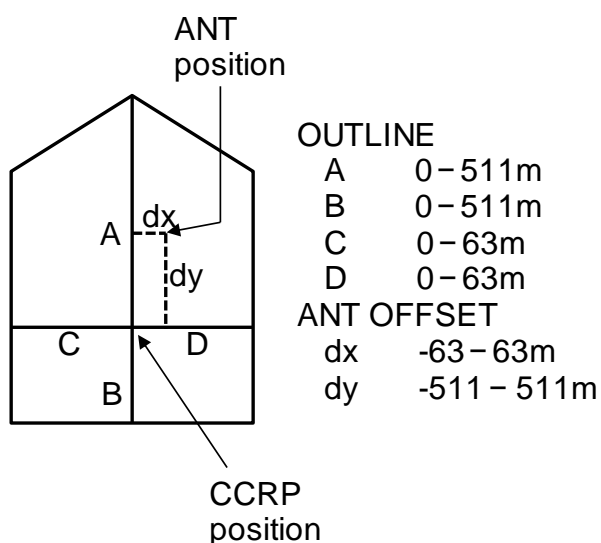 ANT
position
OUTLINE
A 0−511m
B 0−511m
C 0−63m
D 0−63m
ANT OFFSET
dx -63−63m
dy -511 − 511m
A
dx
dy
C
D
B
CCRP
position